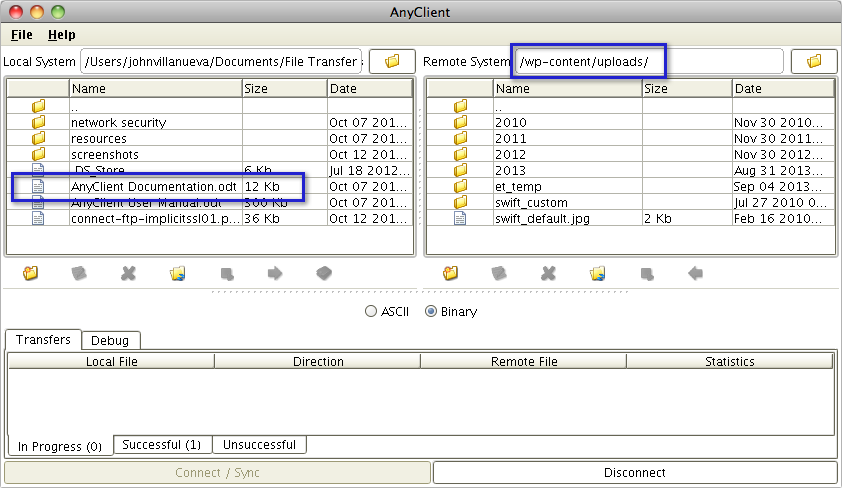 AnyClient
File Help
Local System /Users/johnvillanueva/Documents/File Transfer Remote System /wp-content/uploads/
Name Size Date Name Size Date
.. ..
network security Oct 07 201... 2010 Nov 30 2010...
resources Oct 07 201... 2011 Nov 30 2011...
screenshots Oct 12 201... 2012 Nov 30 2012...
.DS_Store 6 Kb Jul 18 2012... 2013 Aug 31 2013...
AnyClient Documentation.odt 12 Kb Oct 07 201... et_temp Sep 04 2013...
AnyClient User Manual.odt 300 Kb Oct 07 201... swift_custom Jul 27 2010 0...
connect-ftp-implicitssl01.p... 36 Kb Oct 12 201... swift_default.jpg 2 Kb Feb 16 2010...
ASCII Binary
Transfers Debug
Local File Direction Remote File Statistics
In Progress (0) Successful (1) Unsuccessful
Connect / Sync Disconnect